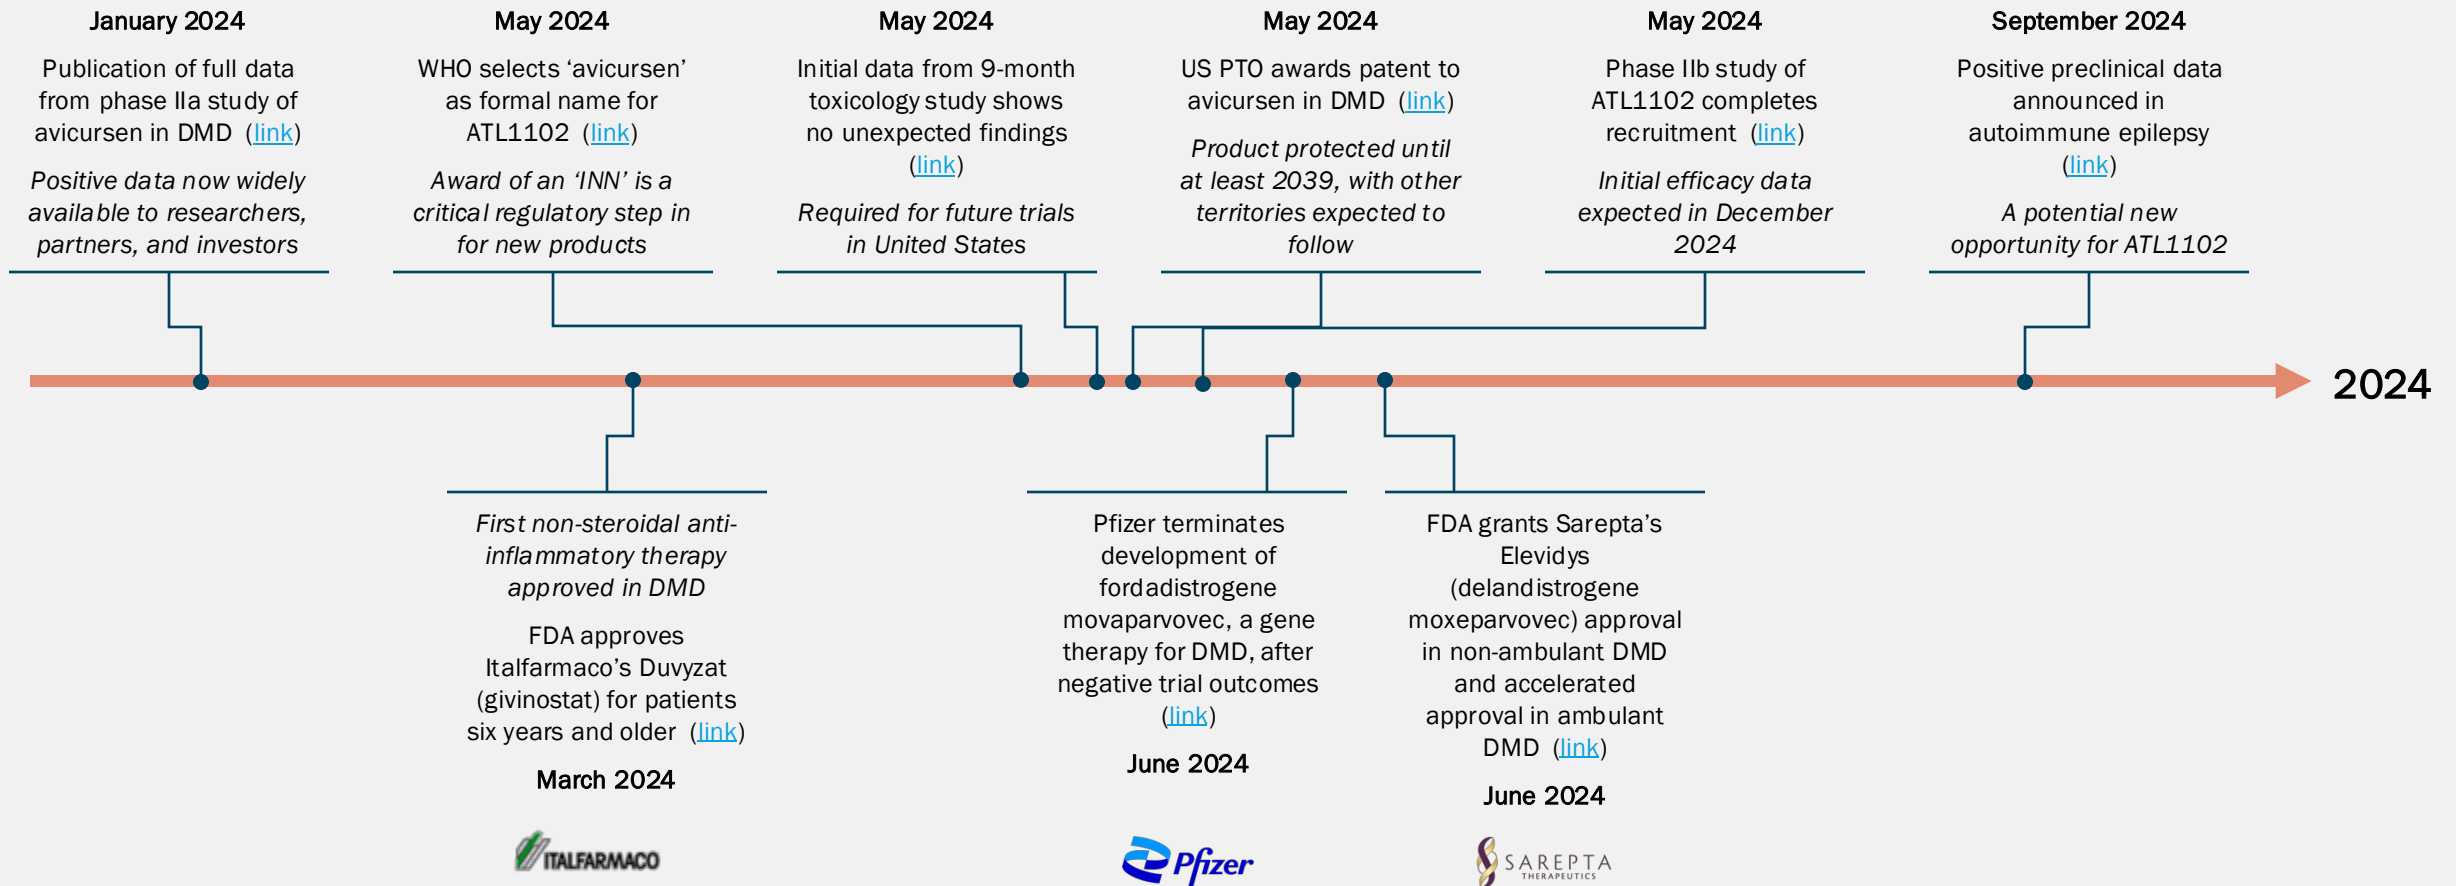 January 2024
Publication of full data
from phase IIa study of
avicursen in DMD (link)
Positive data now widely
available to researchers,
partners, and investors
May 2024
WHO selects ‘avicursen’
as formal name for
ATL1102 (link)
Award of an ‘INN’ is a
critical regulatory step in
for new products
May 2024
Initial data from 9-month
toxicology study shows
no unexpected findings
(link)
Required for future trials
in United States
May 2024
US PTO awards patent to
avicursen in DMD (link)
Product protected until
at least 2039, with other
territories expected to
follow
May 2024
Phase IIb study of
ATL1102 completes
recruitment (link)
Initial efficacy data
expected in December
2024
September 2024
Positive preclinical data
announced in
autoimmune epilepsy
(link)
A potential new
opportunity for ATL1102
2024
First non-steroidal anti-
inflammatory therapy
approved in DMD
FDA approves
Italfarmaco’s Duvyzat
(givinostat) for patients
six years and older (link)
March 2024
ITALFARMACO
Pfizer terminates
development of
fordadistrogene
movaparvovec, a gene
therapy for DMD, after
negative trial outcomes
(link)
June 2024
Pfizer
FDA grants Sarepta’s
Elevidys
(delandistrogene
moxeparvovec) approval
in non-ambulant DMD
and accelerated
approval in ambulant
DMD (link)
June 2024
SAREPTA
THERAPEUTICS